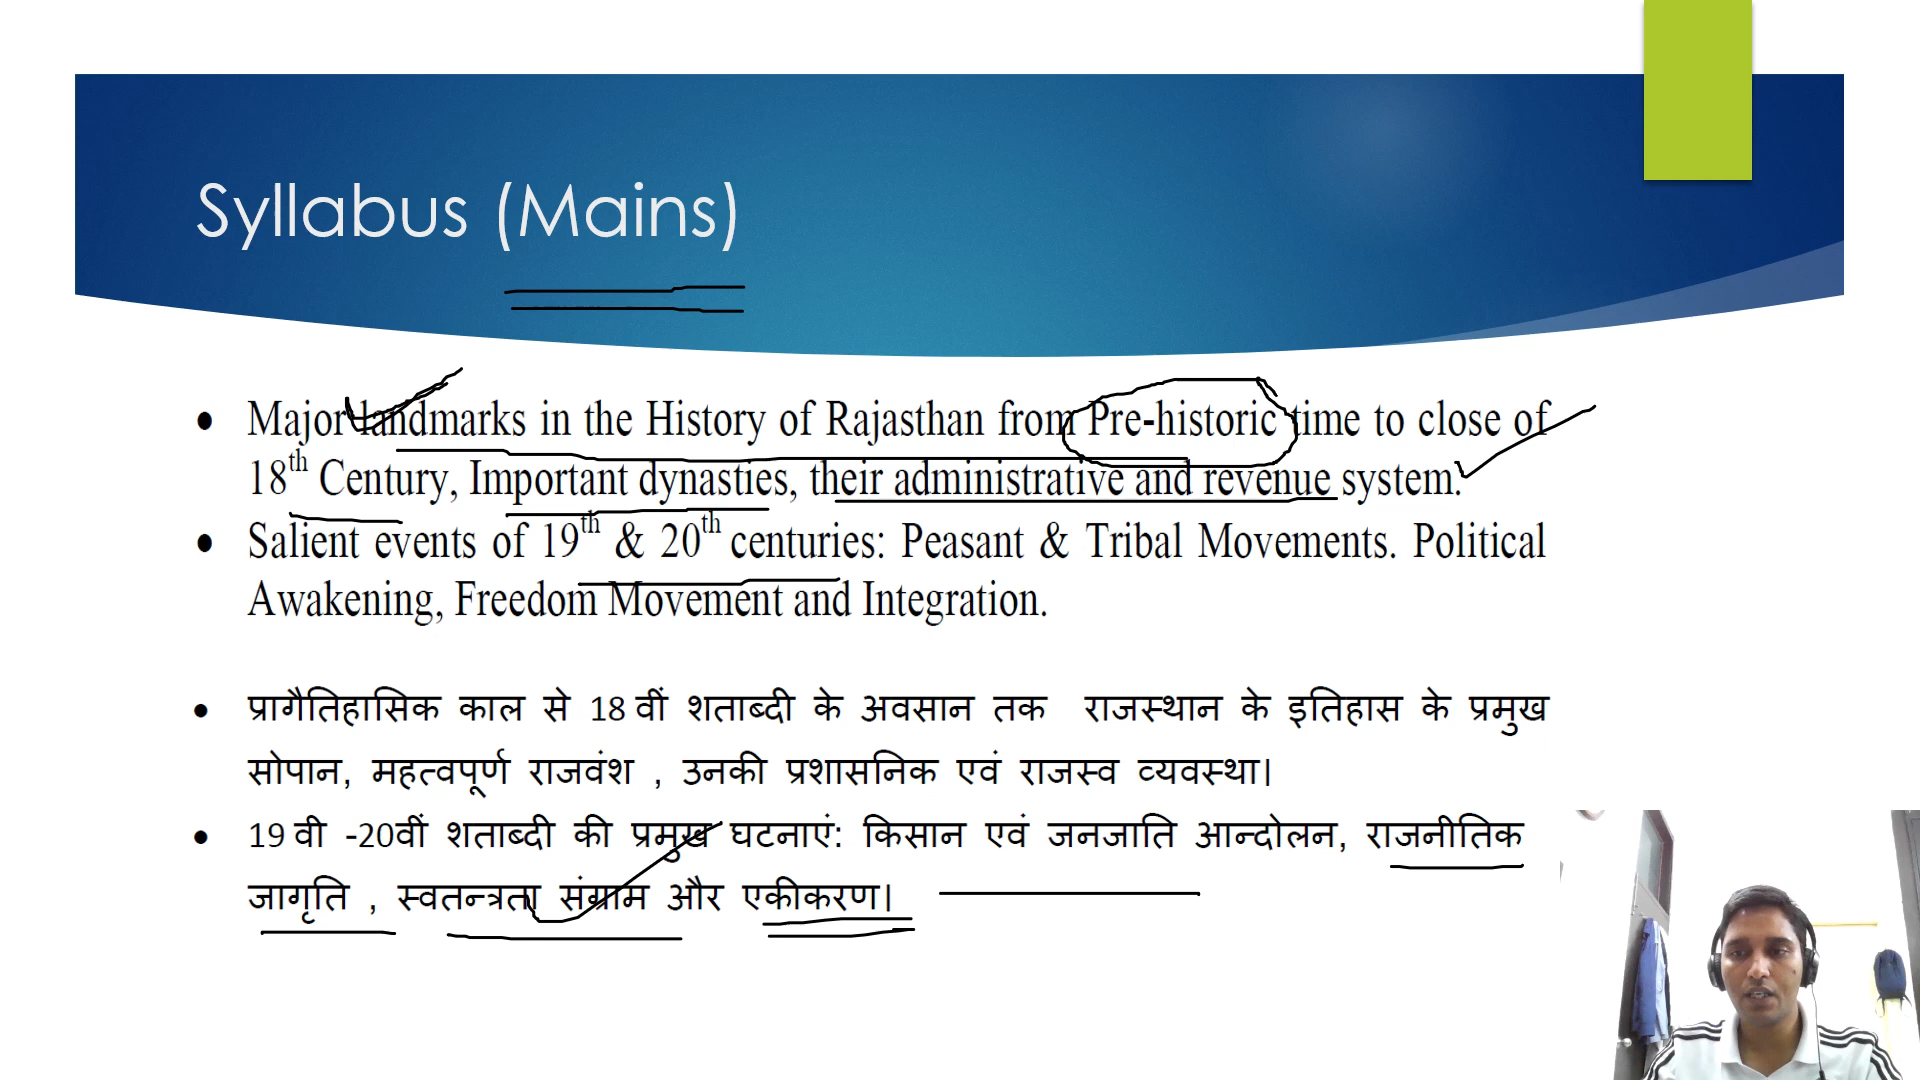 Syllabus (Mains)
• Major landmarks in the History of Rajasthan from Pre-historic time to close of
18th Century, Important dynasties, their administrative and revenue system.
• Salient events of 19th & 20th centuries: Peasant & Tribal Movements. Political
Awakening, Freedom Movement and Integration.
• प्रागैतिहासिक काल से 18 वीं शताब्दी के अवसान तक राजस्थान के इतिहास के प्रमुख
सोपान, महत्वपूर्ण राजवंश , उनकी प्रशासनिक एवं राजस्व व्यवस्था।
• 19 वी -20वीं शताब्दी की प्रमुख घटनाएं: किसान एवं जनजाति आन्दोलन, राजनीतिक
जागृति , स्वतन्त्रता संग्राम और एकीकरण।